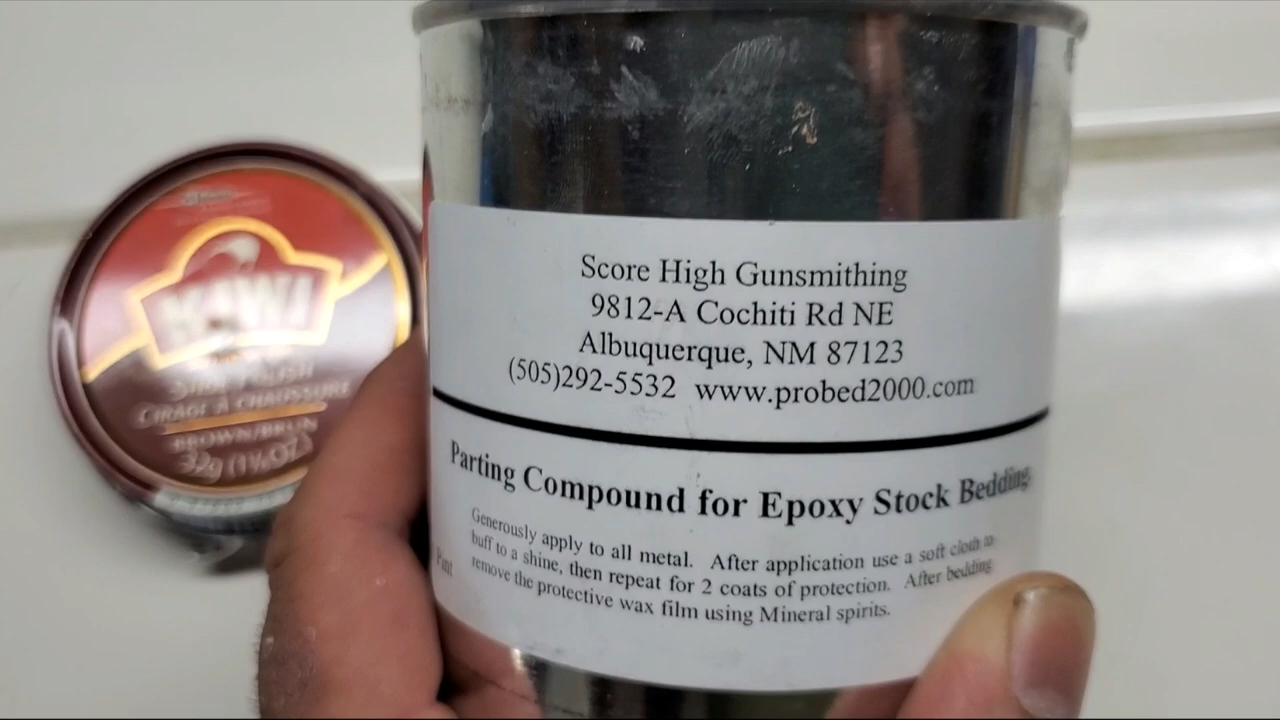 KIWI
SHOE POLISH
CIRAGE À CHAUSSURE
BROWN/BRUN
32g (1⅛OZ)
Score High Gunsmithing
9812-A Cochiti Rd NE
Albuquerque, NM 87123
(505)292-5532 www.probed2000.com
Parting Compound for Epoxy Stock Bedding
Generously apply to all metal. After application use a soft cloth to
buff to a shine, then repeat for 2 coats of protection. After bedding
remove the protective wax film using Mineral spirits.
Pint